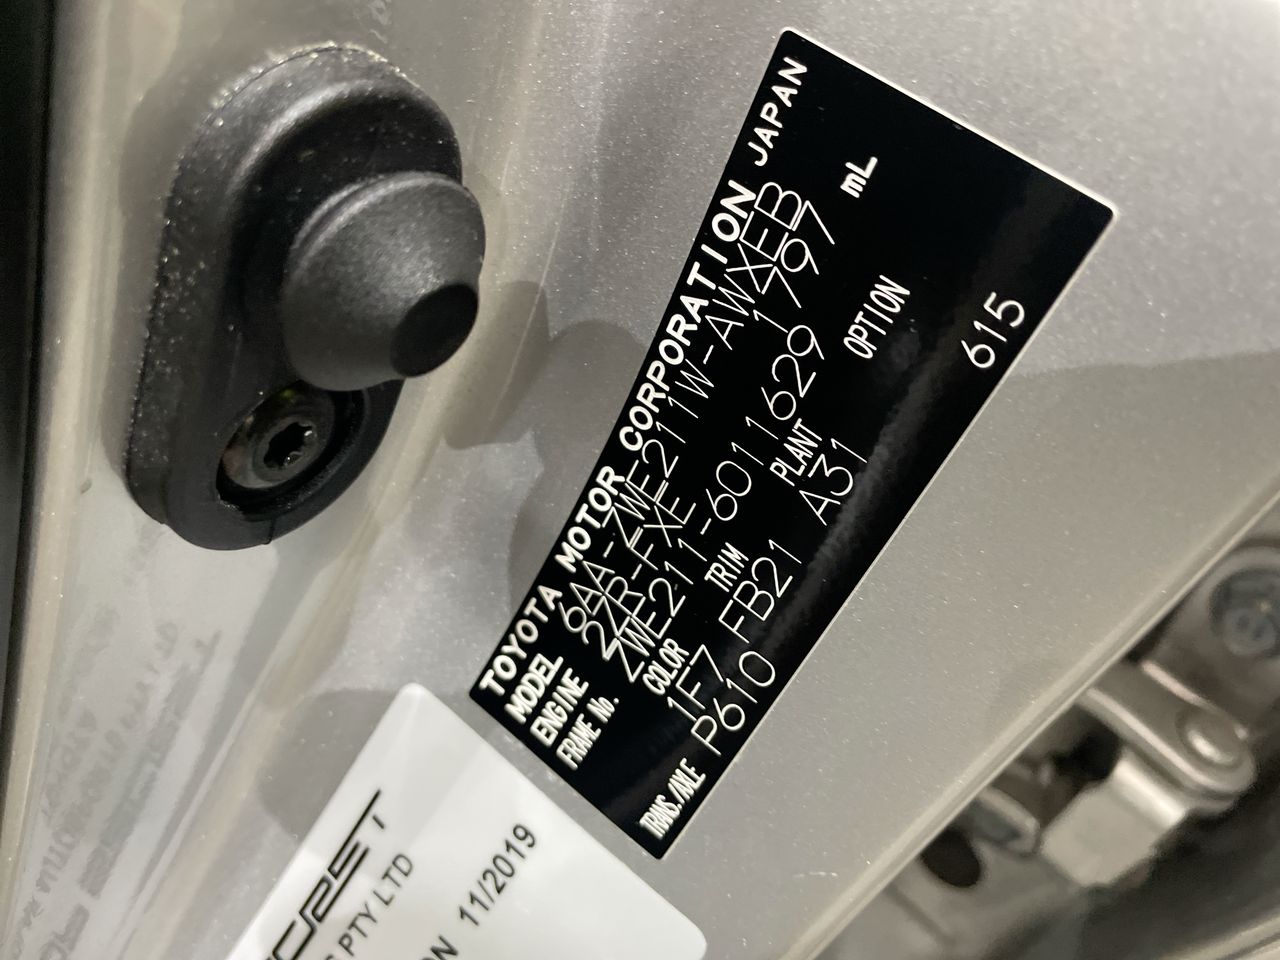 TOYOTA MOTOR CORPORATION JAPAN
MODEL 6AA-ZWE211W-AWXEB
ENGINE 2ZR-FXE 1797 mL
FRAME No. ZWE211-6011629
COLOR TRIM PLANT OPTION
1F7 FB21 A31 615
TRANS./AXLE P610
PTY LTD
11/2019